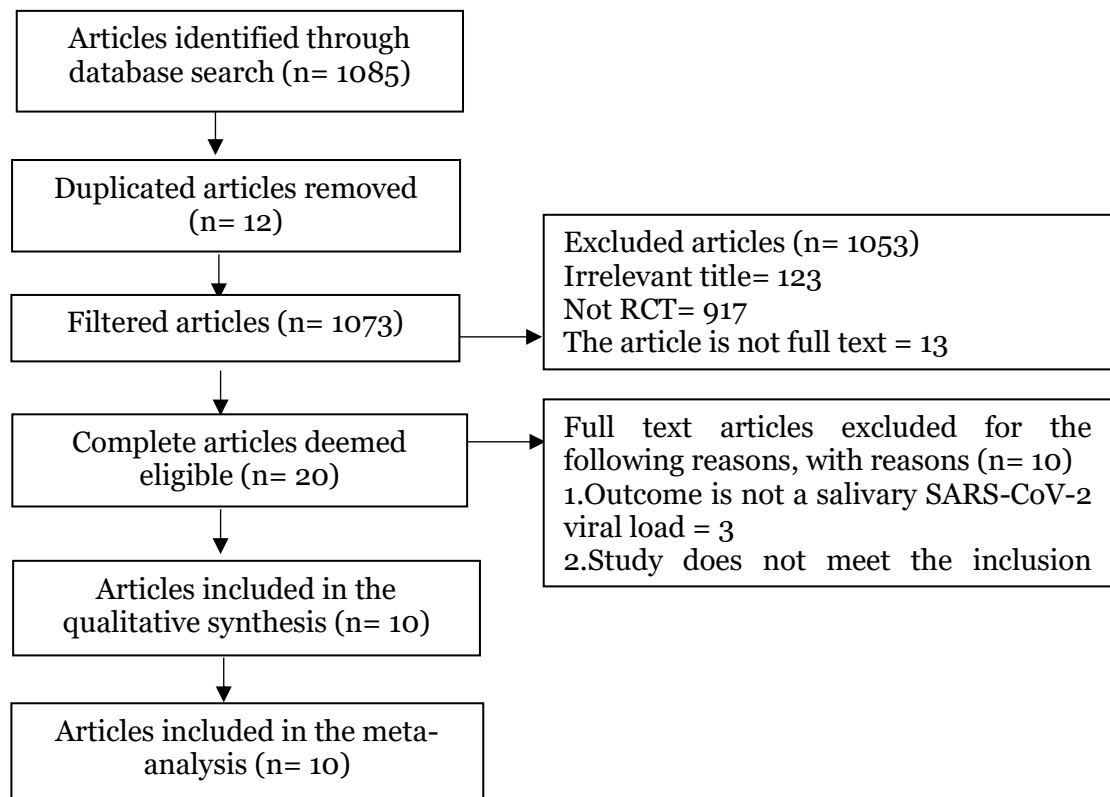 Articles identified through
database search (n= 1085)
Duplicated articles removed
(n= 12)
Filtered articles (n= 1073)
Excluded articles (n= 1053)
Irrelevant title= 123
Not RCT= 917
The article is not full text = 13
Complete articles deemed
eligible (n= 20)
Full text articles excluded for the
following reasons, with reasons (n= 10)
1.Outcome is not a salivary SARS-CoV-2
viral load = 3
2.Study does not meet the inclusion
Articles included in the
qualitative synthesis (n= 10)
Articles included in the meta-
analysis (n= 10)